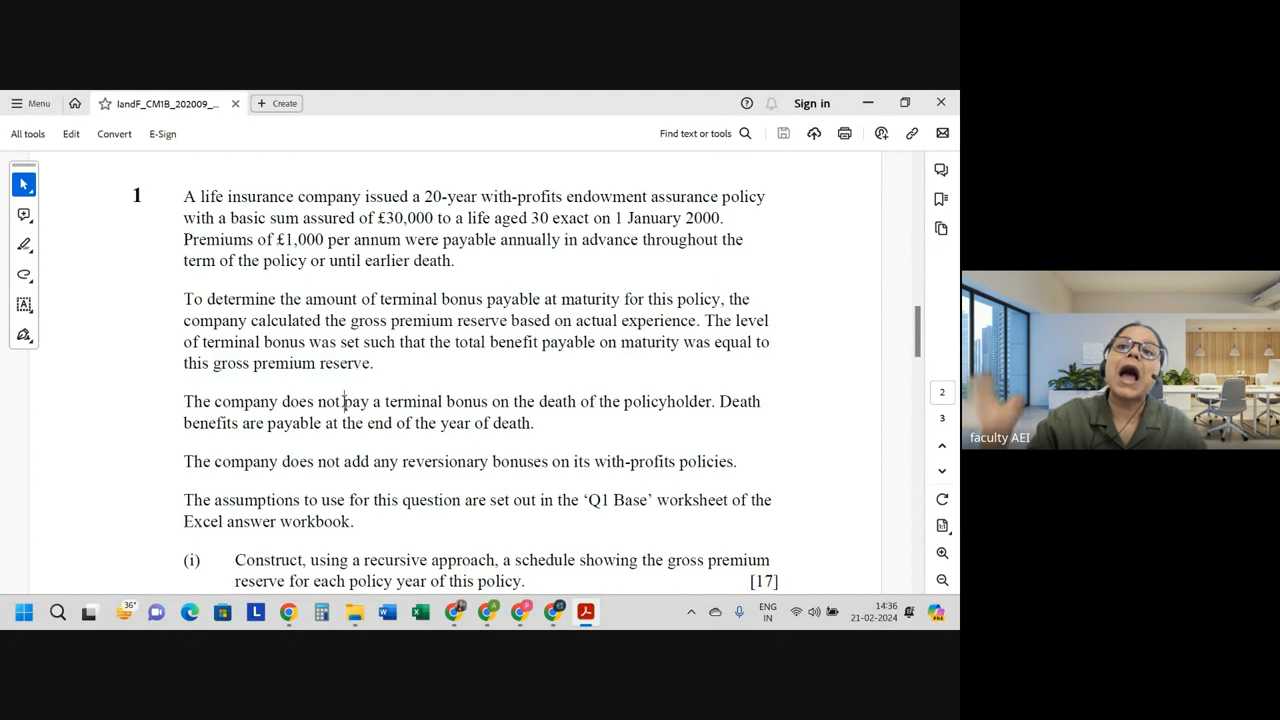 Menu
IandF_CM1B_202009_...
Create
Sign in
All tools
Edit
Convert
E-Sign
Find text or tools
1
A life insurance company issued a 20-year with-profits endowment assurance policy
with a basic sum assured of £30,000 to a life aged 30 exact on 1 January 2000.
Premiums of £1,000 per annum were payable annually in advance throughout the
term of the policy or until earlier death.
To determine the amount of terminal bonus payable at maturity for this policy, the
company calculated the gross premium reserve based on actual experience. The level
of terminal bonus was set such that the total benefit payable on maturity was equal to
this gross premium reserve.
The company does not pay a terminal bonus on the death of the policyholder. Death
benefits are payable at the end of the year of death.
The company does not add any reversionary bonuses on its with-profits policies.
The assumptions to use for this question are set out in the ‘Q1 Base’ worksheet of the
Excel answer workbook.
(i) Construct, using a recursive approach, a schedule showing the gross premium
reserve for each policy year of this policy. [17]
2
3
faculty AEI
36°
L
ENG
IN
14:36
21-02-2024